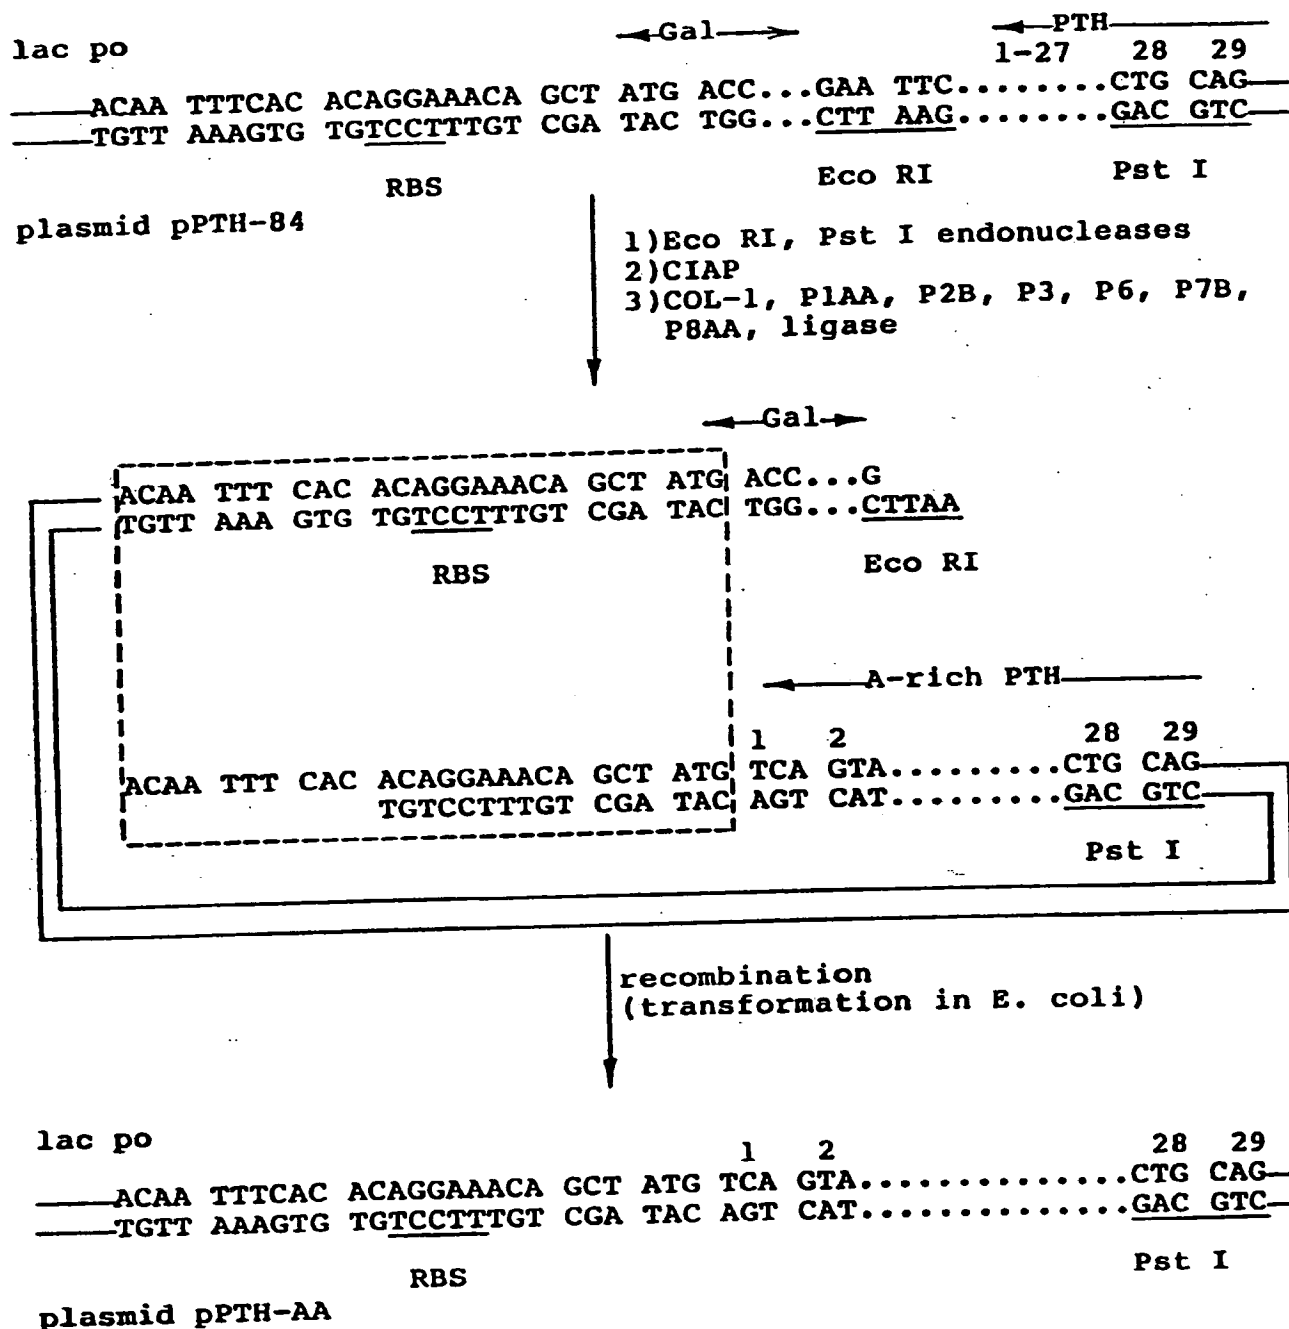 ←Gal→ ←PTH
lac po 1-27 28 29
ACAA TTTCAC ACAGGAAACA GCT ATG ACC...GAA TTC........CTG CAG
TGTT AAAGTG TGTCCTTTGT CGA TAC TGG...CTT AAG........GACGTC
RBS Eco RI Pst I
plasmid pPTH-84
1)Eco RI, Pst I endonucleases
2)CIAP
3)COL-1, P1AA, P2B, P3, P6, P7B,
P8AA, ligase
←Gal→
ACAA TTT CAC ACAGGAAACA GCT ATG ACC...G
TGTT AAA GTG TGTCCTTTGT CGA TAC TGG...CTTAA
RBS Eco RI
←A-rich PTH
1 2 28 29
ACAA TTT CAC ACAGGAAACA GCT ATG TCA GTA.........CTG CAG
TGTCCTTTGT CGA TAC AGT CAT.........GAC GTC
Pst I
recombination
(transformation in E. coli)
lac po 1 2 28 29
ACAA TTTCAC ACAGGAAACA GCT ATG TCA GTA..............CTG CAG
TGTT AAAGTG TGTCCTTTGT CGA TAC AGT CAT..............GAC GTC
RBS Pst I
plasmid pPTH-AA